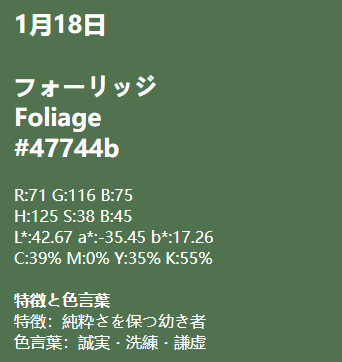 1月18日
フォーリッジ
Foliage
#47744b
R:71 G:116 B:75
H:125 S:38 B:45
L*:42.67 a*:-35.45 b*:17.26
C:39% M:0% Y:35% K:55%
特徴と色言葉
特徴：純粋さを保つ幼き者
色言葉：誠実・洗練・謙虚